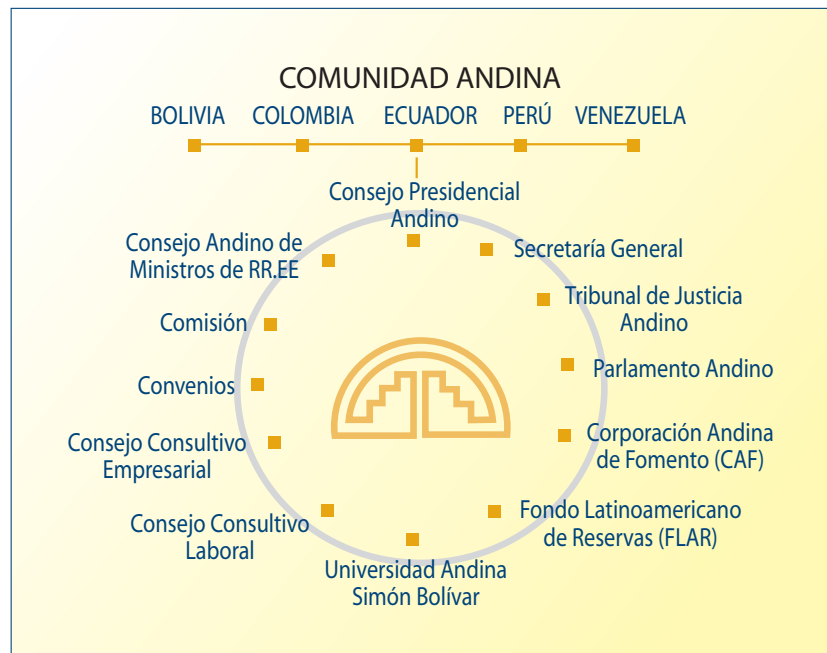 COMUNIDAD ANDINA
BOLIVIA COLOMBIA ECUADOR PERÚ VENEZUELA
Consejo Presidencial
Andino
Secretaría General
Tribunal de Justicia
Andino
Parlamento Andino
Corporación Andina
de Fomento (CAF)
Fondo Latinoamericano
de Reservas (FLAR)
Universidad Andina
Simón Bolívar
Consejo Consultivo
Laboral
Consejo Consultivo
Empresarial
Convenios
Comisión
Consejo Andino de
Ministros de RR.EE